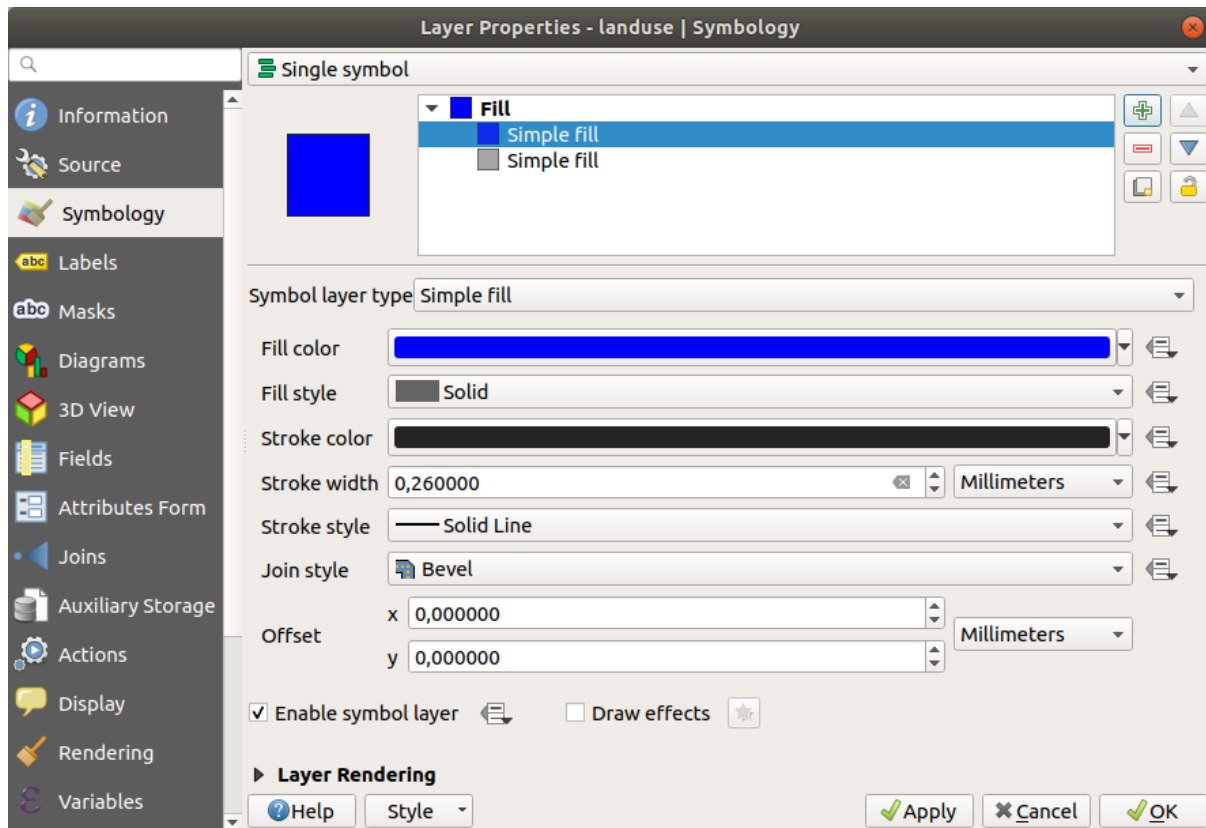 Layer Properties - landuse | Symbology
Single symbol
Information
Source
Symbology
abc Labels
abc Masks
Diagrams
3D View
Fields
Attributes Form
Joins
Auxiliary Storage
Actions
Display
Rendering
Variables
Fill
Simple fill
Simple fill
Symbol layer type Simple fill
Fill color
Fill style Solid
Stroke color
Stroke width 0,260000 Millimeters
Stroke style Solid Line
Join style Bevel
Offset x 0,000000 Millimeters
y 0,000000
Enable symbol layer Draw effects
Layer Rendering
Help Style Apply Cancel OK